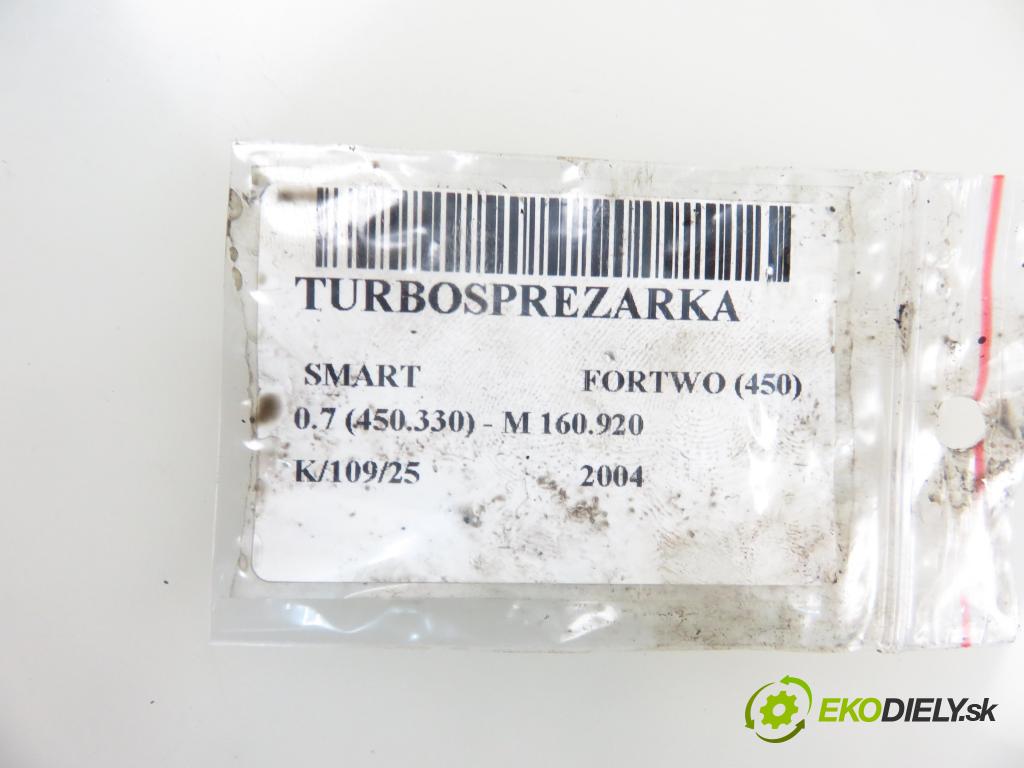 TURBOSPREZARKA
SMART FORTWO (450)
0.7 (450.330) - M 160.920
K/109/25 2004
EKODIELY.sk